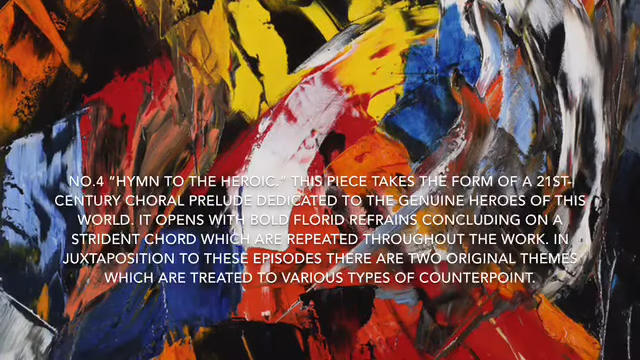 NO.4 "HYMN TO THE HEROIC." THIS PIECE TAKES THE FORM OF A 21ST-
CENTURY CHORAL PRELUDE DEDICATED TO THE GENUINE HEROES OF THIS
WORLD. IT OPENS WITH BOLD FLORID REFRAINS CONCLUDING ON A
STRIDENT CHORD WHICH ARE REPEATED THROUGHOUT THE WORK. IN
JUXTAPOSITION TO THESE EPISODES THERE ARE TWO ORIGINAL THEMES
WHICH ARE TREATED TO VARIOUS TYPES OF COUNTERPOINT.